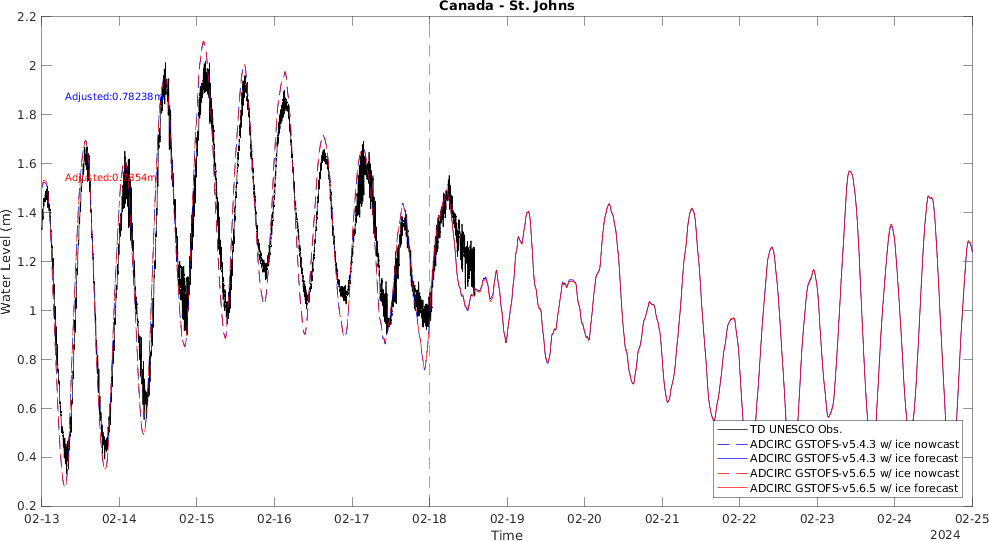 Canada - St. Johns
Water Level (m)
2.2
2
1.8
1.6
1.4
1.2
1
0.8
0.6
0.4
0.2
Adjusted:0.78238m
TD UNESCO Obs.
ADCIRC GSTOFS-v5.4.3 w/ ice nowcast
ADCIRC GSTOFS-v5.4.3 w/ ice forecast
ADCIRC GSTOFS-v5.6.5 w/ ice nowcast
ADCIRC GSTOFS-v5.6.5 w/ ice forecast
02-13 02-14 02-15 02-16 02-17 02-18 02-19 02-20 02-21 02-22 02-23 02-24 02-25
Time
2024